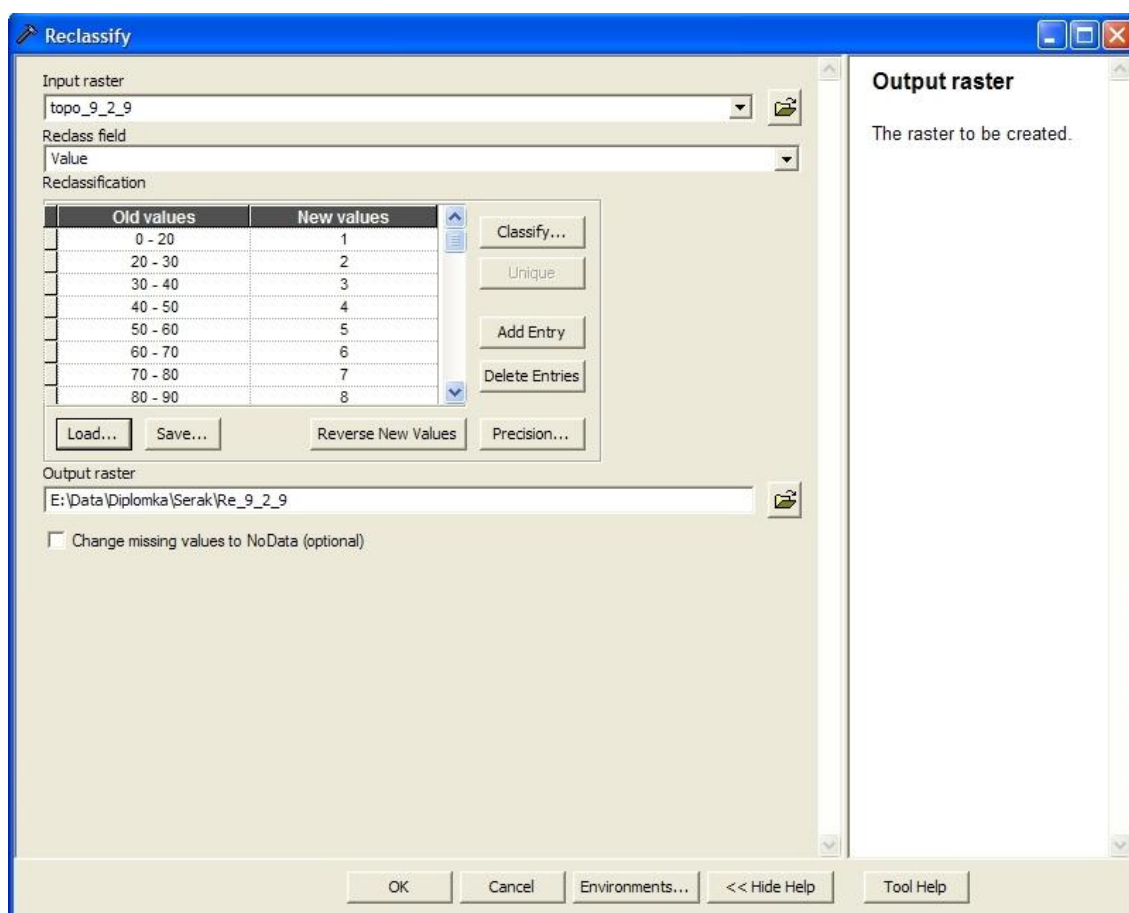 Reclassify
Input raster
topo_9_2_9
Reclass field
Value
Reclassification
Old values New values
0 - 20 1
20 - 30 2
30 - 40 3
40 - 50 4
50 - 60 5
60 - 70 6
70 - 80 7
80 - 90 8
Classify...
Unique
Add Entry
Delete Entries
Load... Save... Reverse New Values Precision...
Output raster
E:\Data\Diplomka\Serak\Re_9_2_9
Change missing values to NoData (optional)
Output raster
The raster to be created.
OK Cancel Environments... << Hide Help Tool Help